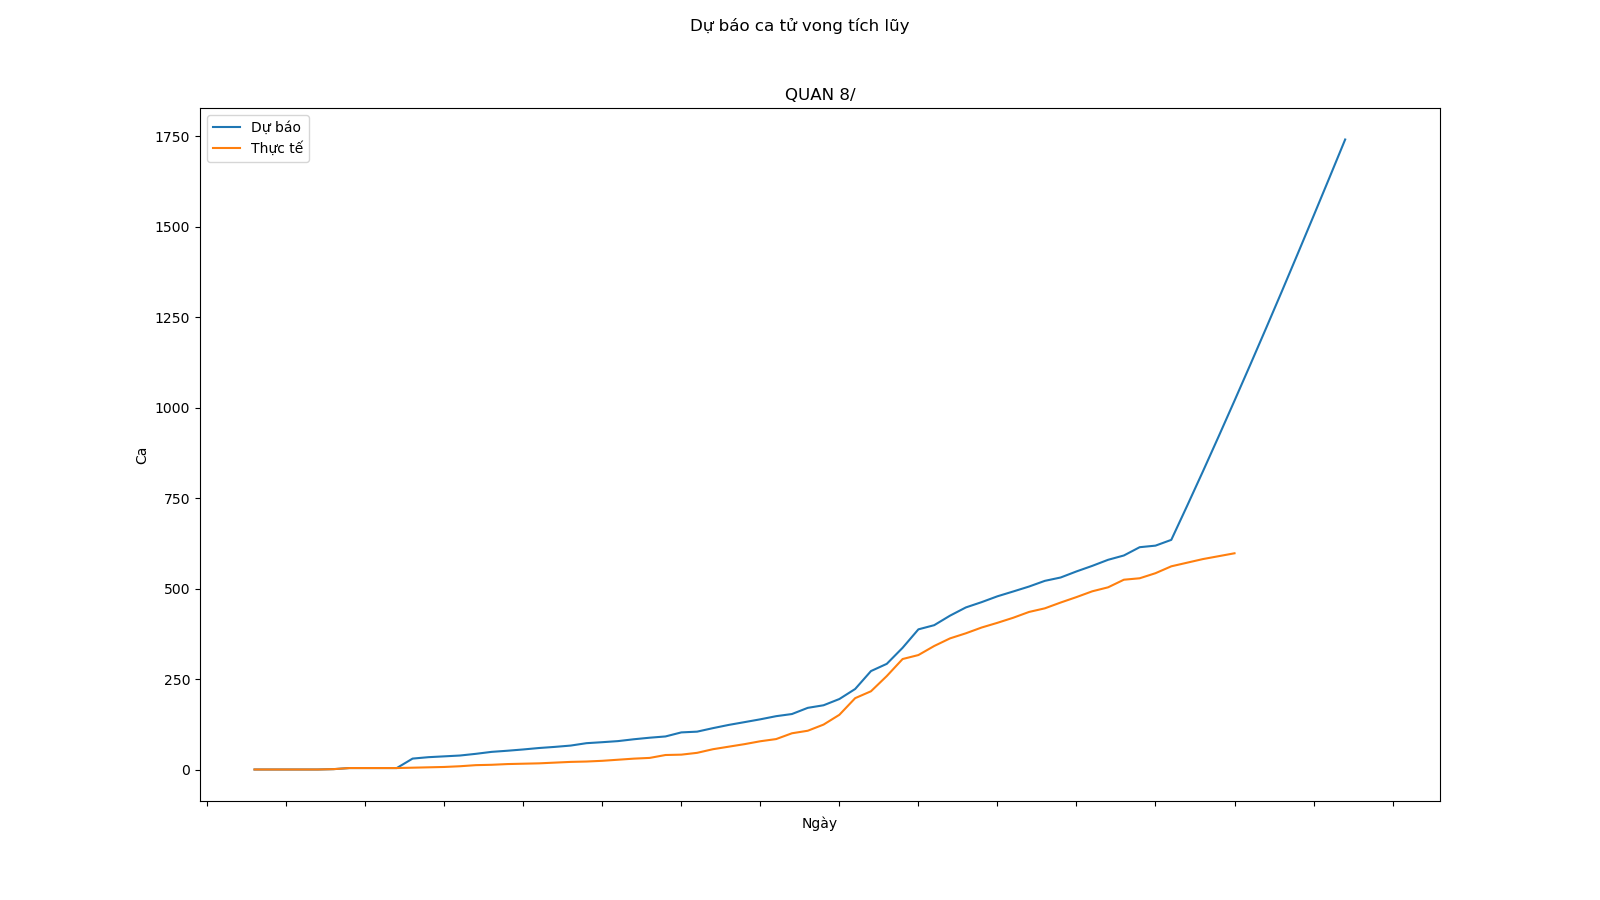 Dự báo ca tử vong tích lũy
QUAN 8/
Dự báo
Thực tế
1750
1500
1250
1000
750
500
250
0
Ca
Ngày